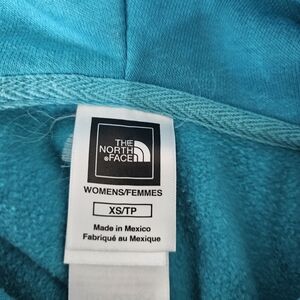 THE
NORTH
FACE
WOMENS/FEMMES
XS/TP
Made in Mexico
Fabriqué au Mexique